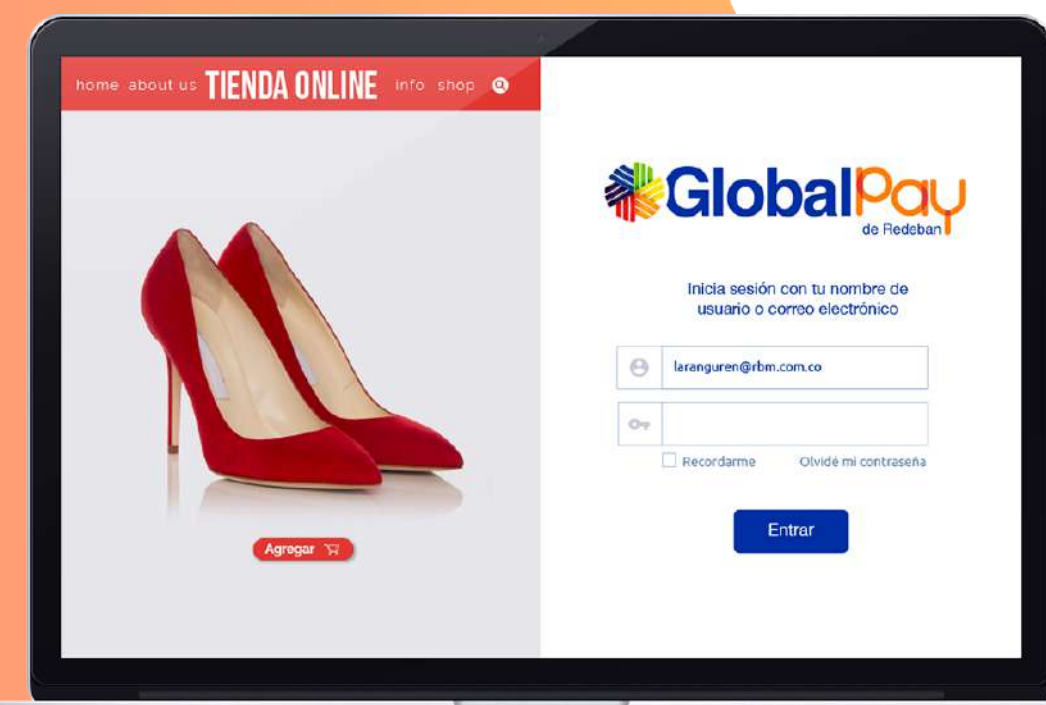 home about us TIENDA ONLINE info shop
Agregar
GlobalPay
de Redeban
Inicia sesión con tu nombre de
usuario o correo electrónico
laranguren@rbm.com.co
Recordarme Olvidé mi contraseña
Entrar